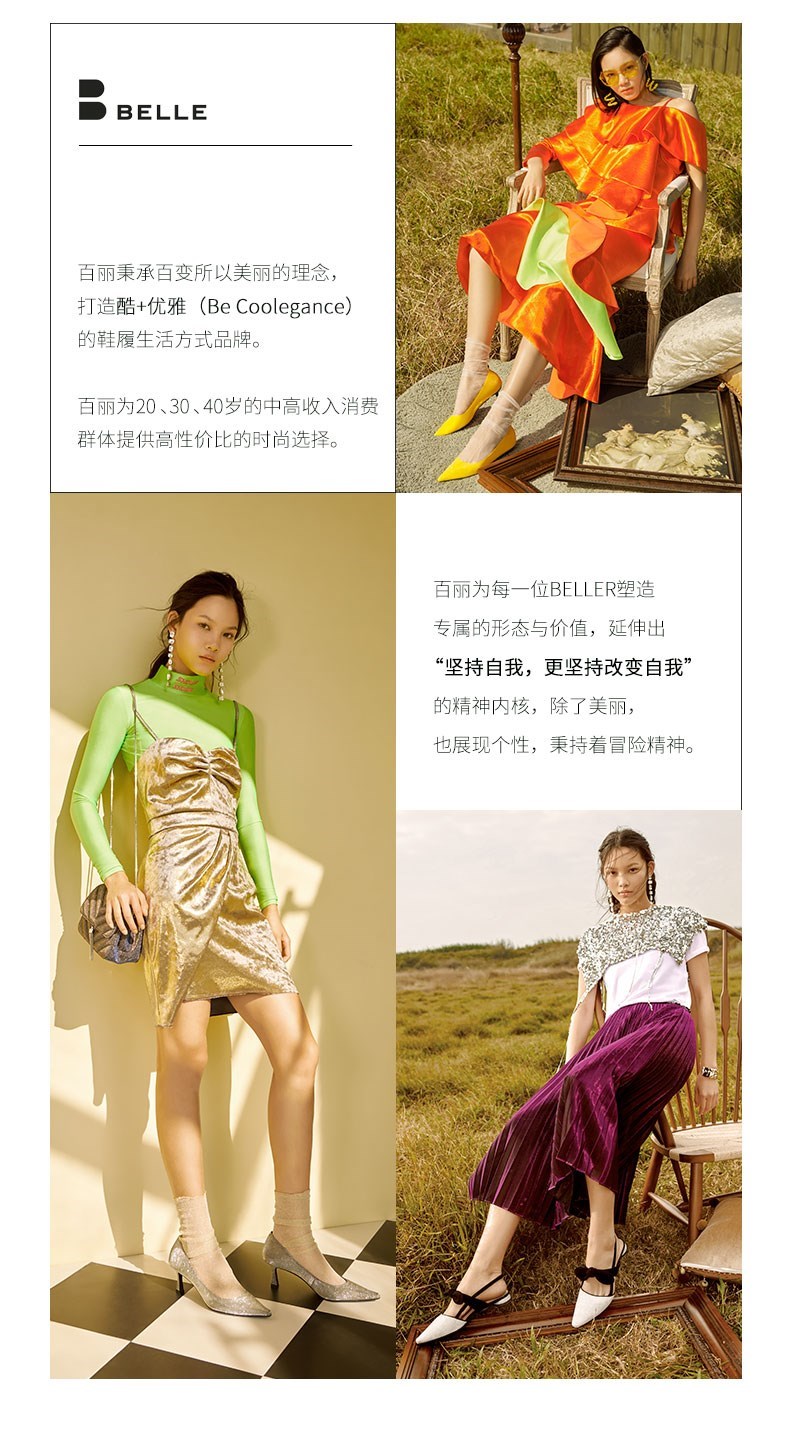 BELLE
百丽秉承百变所以美丽的理念，
打造酷+优雅（Be Coolegance）
的鞋履生活方式品牌。
百丽为20、30、40岁的中高收入消费
群体提供高性价比的时尚选择。
百丽为每一位BELLER塑造
专属的形态与价值，延伸出
“坚持自我，更坚持改变自我”
的精神内核，除了美丽，
也展现个性，秉持着冒险精神。